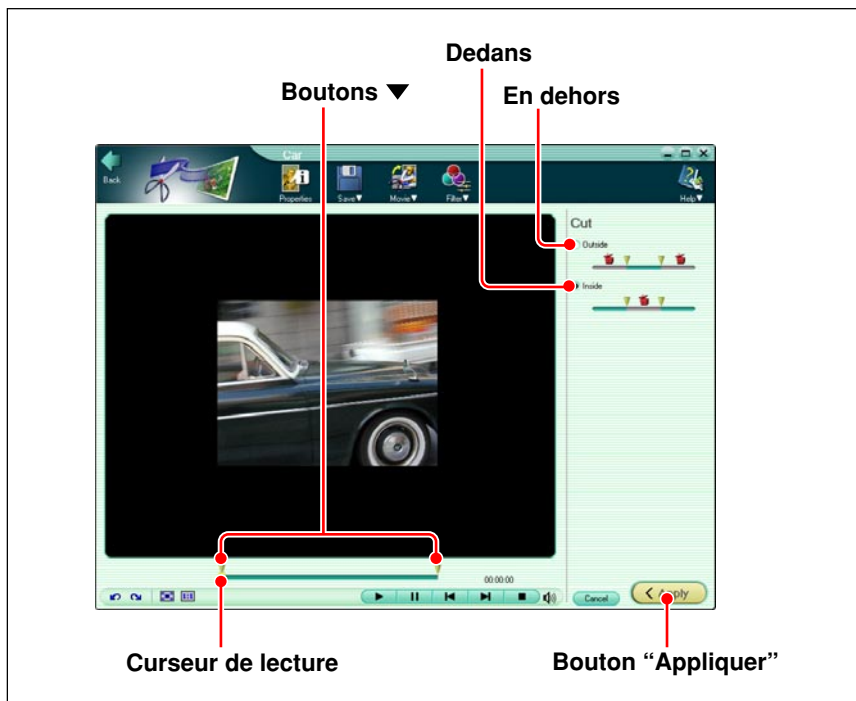 Dedans
Boutons ▼
En dehors
Car
Back
Properties
Save▼
Movie▼
Filter▼
Help▼
Cut
Outside
Inside
00:00:00
Cancel
Apply
Curseur de lecture
Bouton “Appliquer”